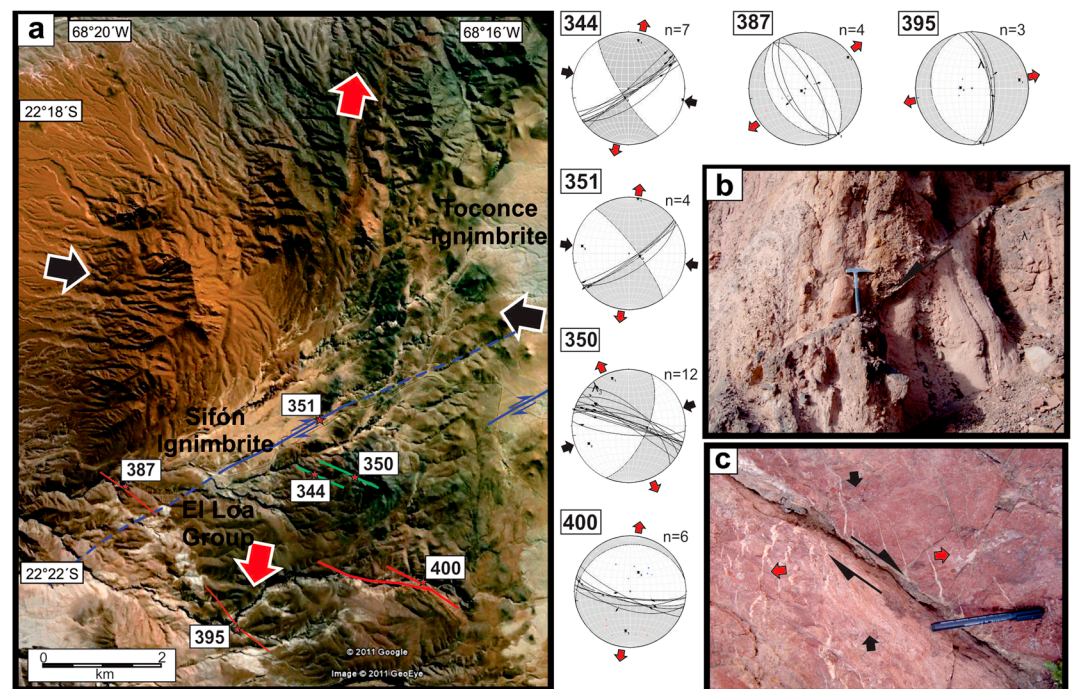 a
68°20´W
68°16´W
22°18´S
Toconce
Ignimbrite
351
Sifón
Ignimbrite
387
350
344
El Loa
Group
22°22´S
400
395
0 2
km
© 2011 Google
Image © 2011 GeoEye
344
n=7
387
n=4
395
n=3
351
n=4
350
n=12
400
n=6
b
c